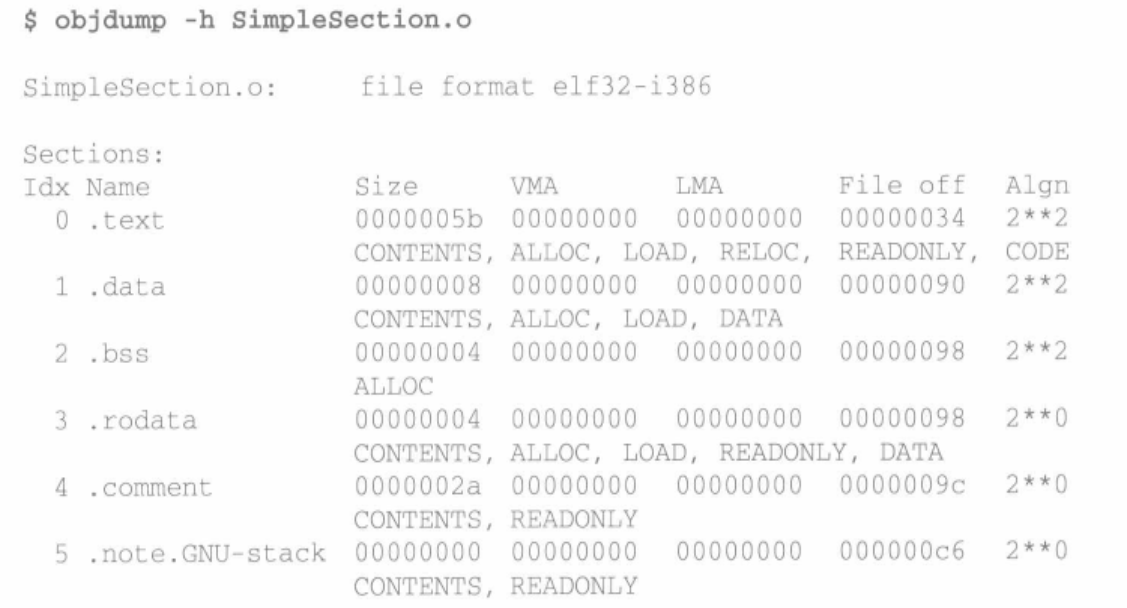 $ objdump -h SimpleSection.o
SimpleSection.o:     file format elf32-i386
Sections:
Idx Name            Size      VMA       LMA       File off  Algn
  0 .text           0000005b  00000000  00000000  00000034  2**2
                    CONTENTS, ALLOC, LOAD, RELOC, READONLY, CODE
  1 .data           00000008  00000000  00000000  00000090  2**2
                    CONTENTS, ALLOC, LOAD, DATA
  2 .bss            00000004  00000000  00000000  00000098  2**2
                    ALLOC
  3 .rodata         00000004  00000000  00000000  00000098  2**0
                    CONTENTS, ALLOC, LOAD, READONLY, DATA
  4 .comment        0000002a  00000000  00000000  0000009c  2**0
                    CONTENTS, READONLY
  5 .note.GNU-stack 00000000  00000000  00000000  000000c6  2**0
                    CONTENTS, READONLY